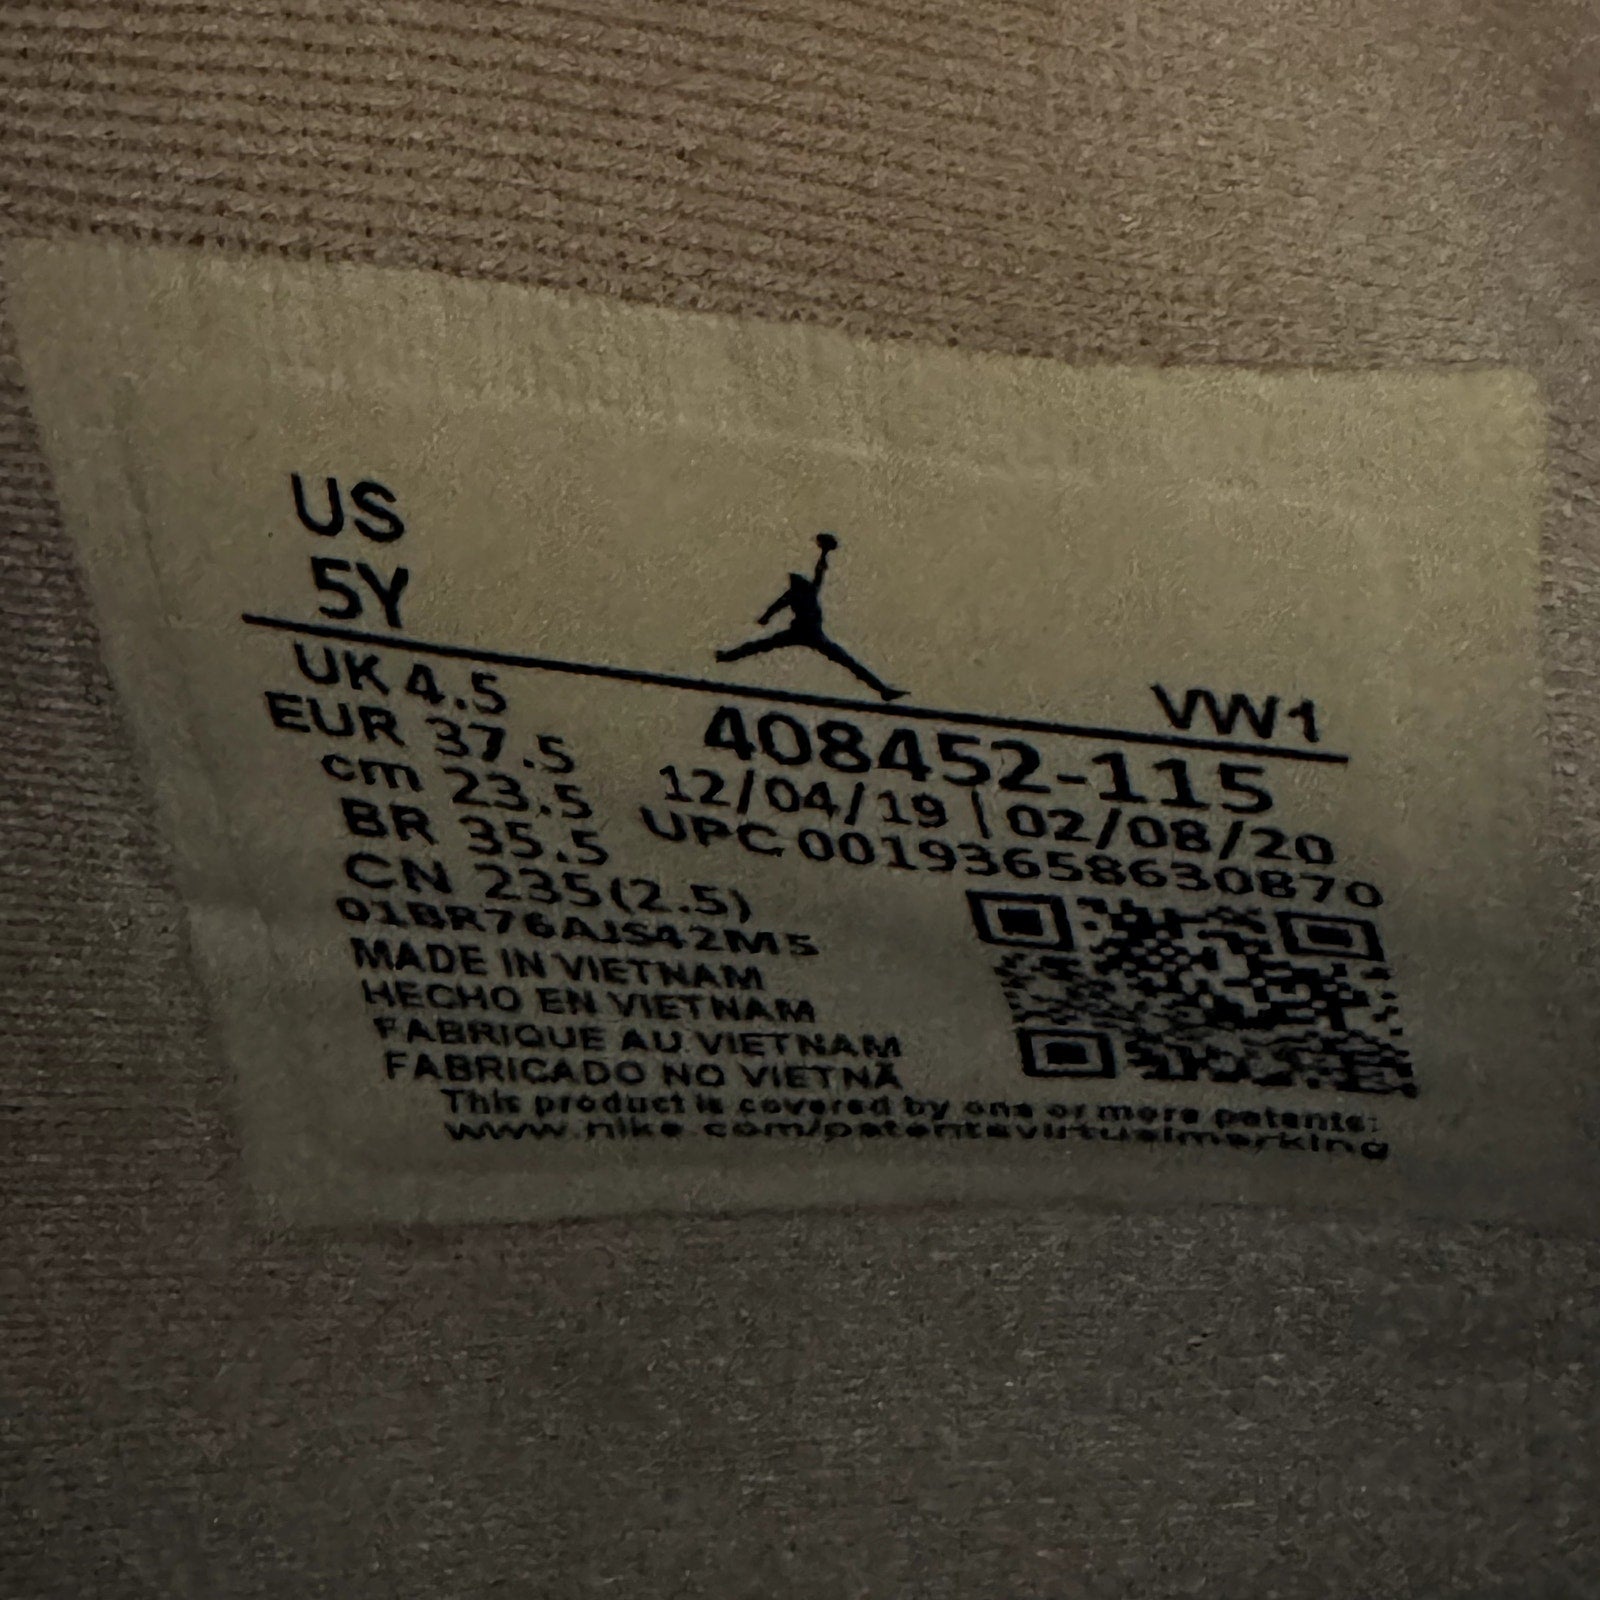 US
5Y
VW1
UK 4.5
EUR 37.5
cm 23.5
BR 35.5
CN 235(2.5)
408452-115
12/04/19 | 02/08/20
UPC 00193658630870
01BR76AJS42M5
MADE IN VIETNAM
HECHO EN VIETNAM
FABRIQUE AU VIETNAM
FABRICADO NO VIETNÃ
This product is covered by one or more patents:
www.nike.com/patentsvirtualmarking